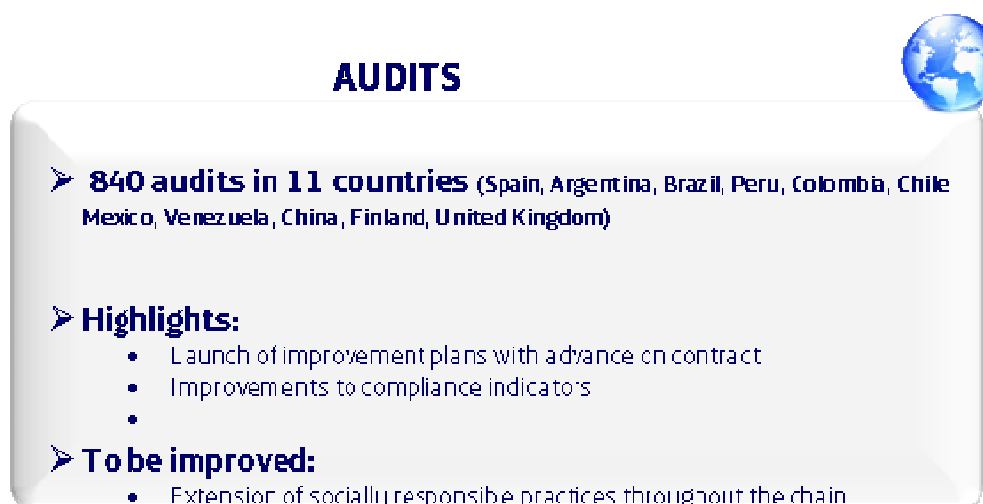 AUDITS
➢ 840 audits in 11 countries (Spain, Argentina, Brazil, Peru, Colombia, Chile
Mexico, Venezuela, China, Finland, United Kingdom)
➢ Highlights:
• Launch of improvement plans with advance on contract
• Improvements to compliance indicators
•
➢ To be improved:
• Extension of socially responsible practices throughout the chain